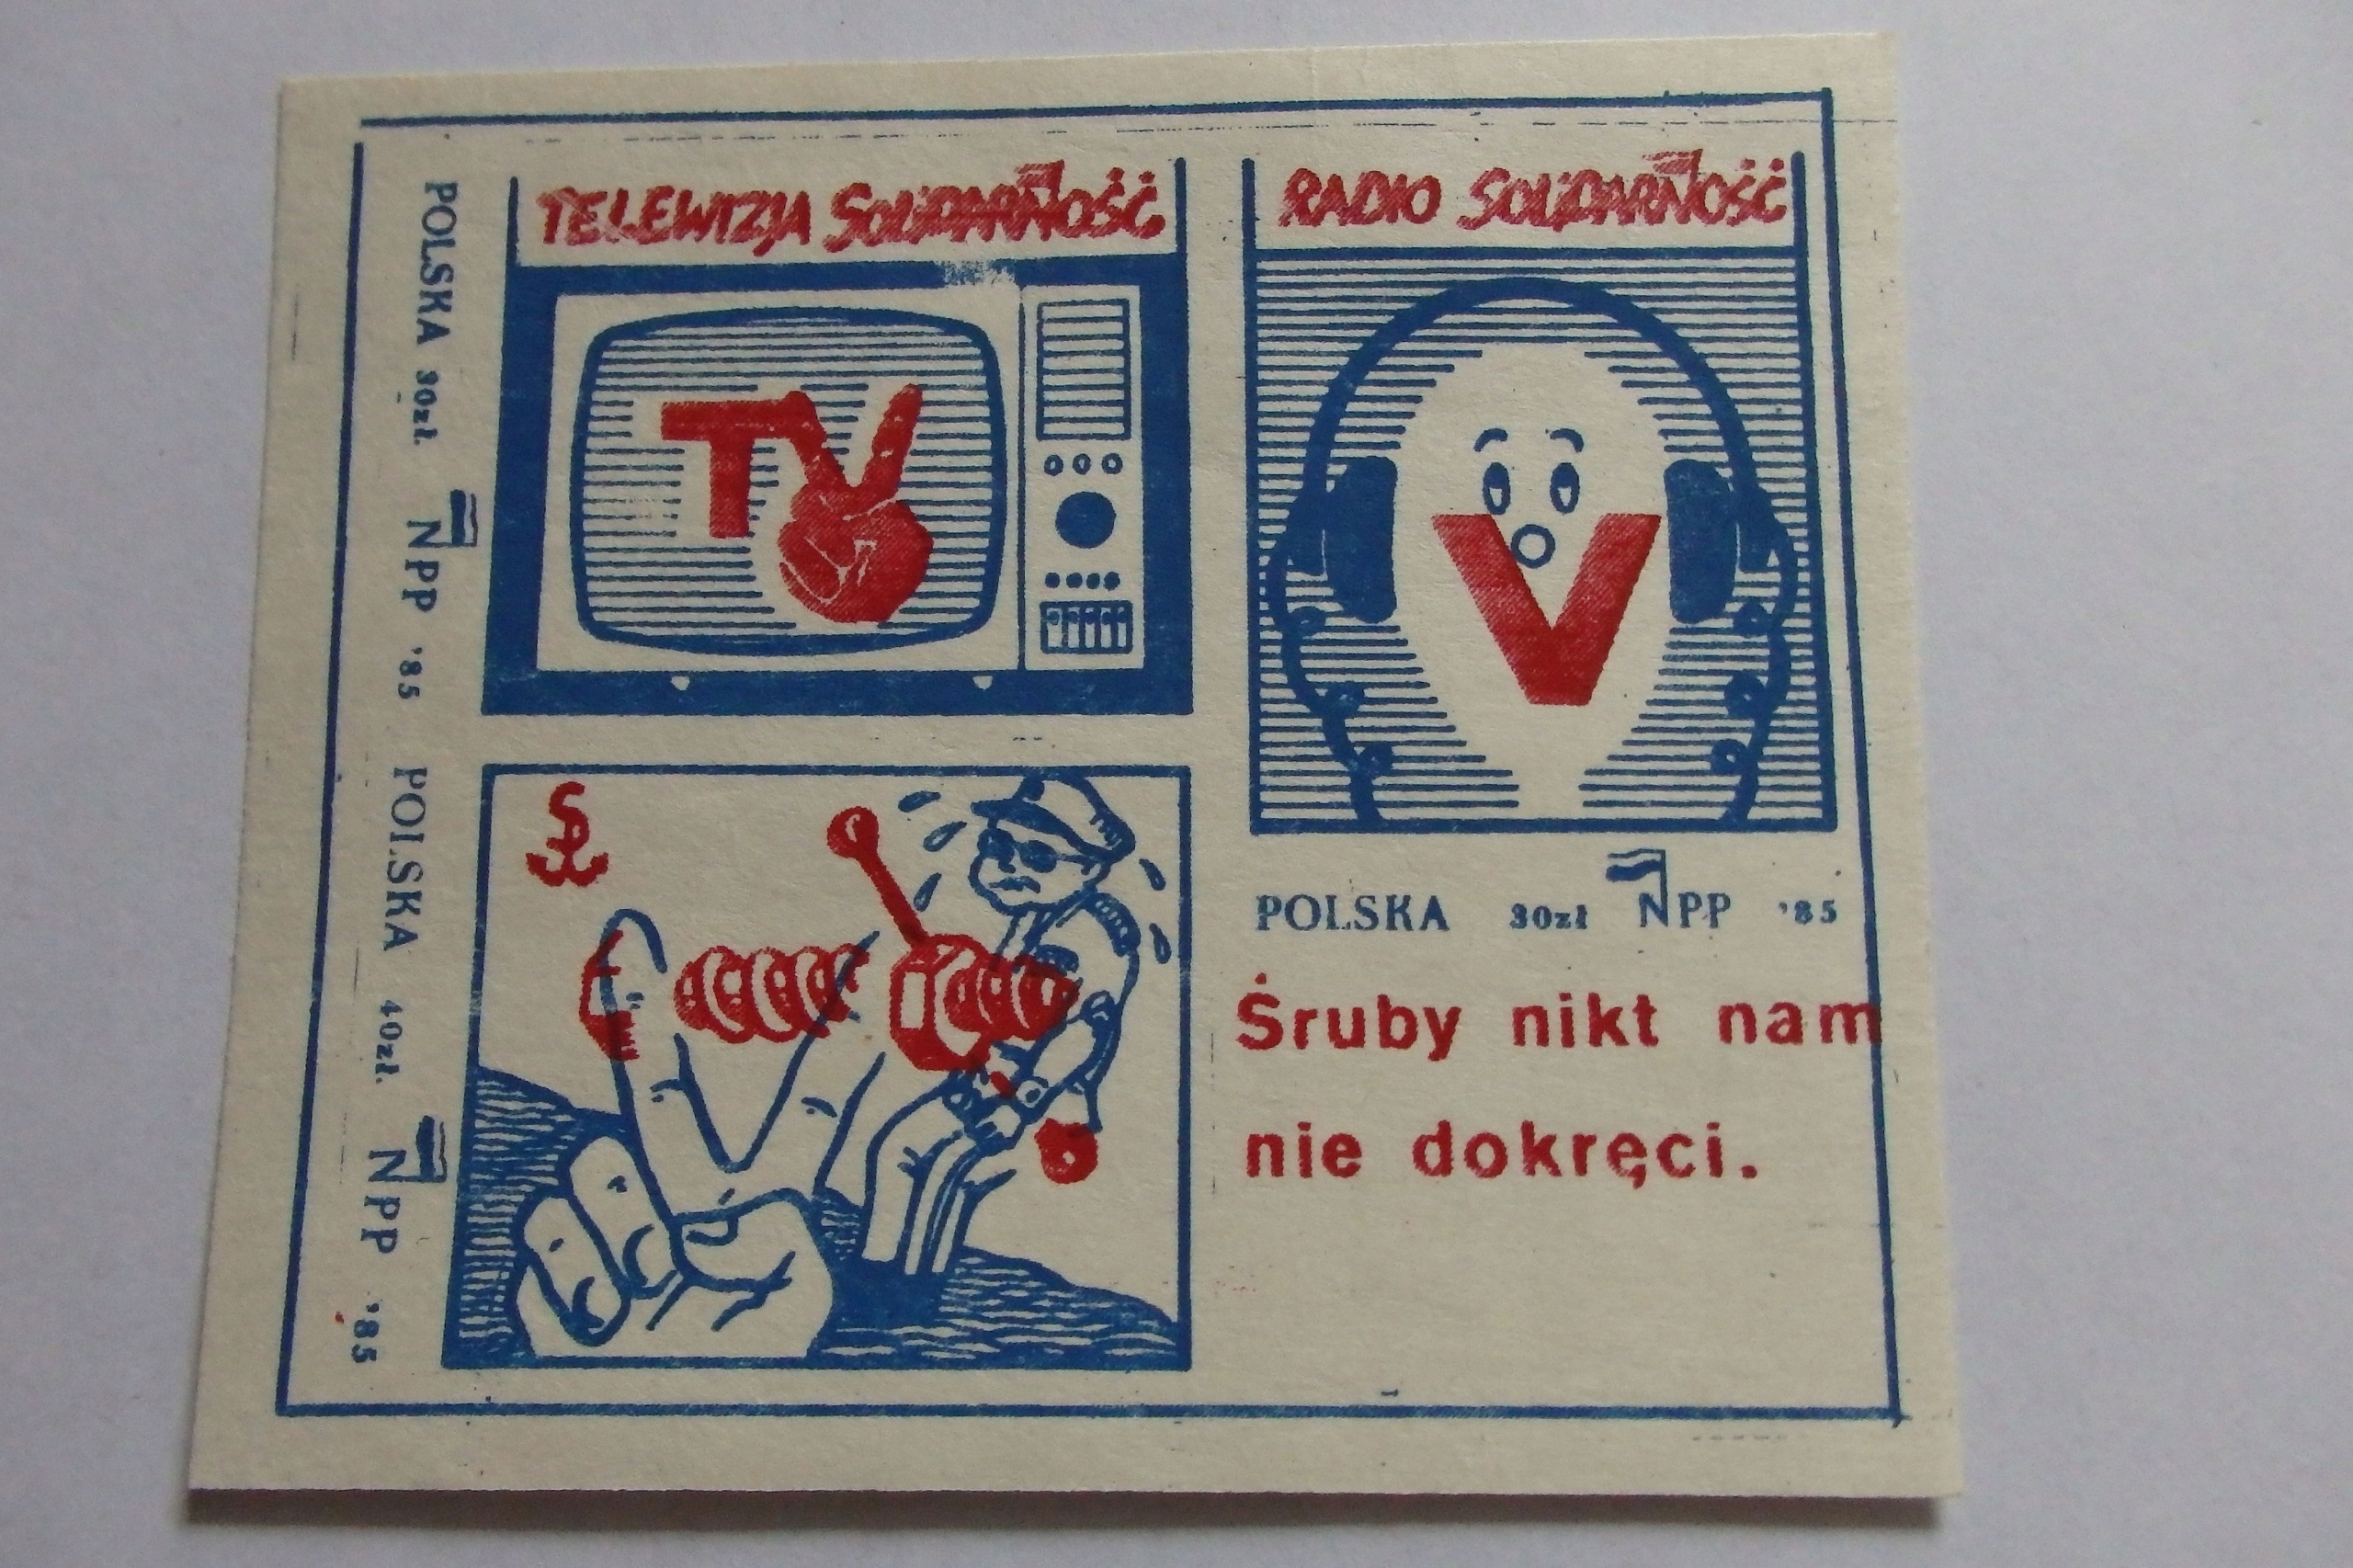 TELEWIZJA SOLIDARNOŚĆ
RADIO SOLIDARNOŚĆ
POLSKA 30zł. NPP '85
TV
V
POLSKA 40zł. NPP '85
POLSKA 30zł NPP '85
Śruby nikt nam
nie dokręci.